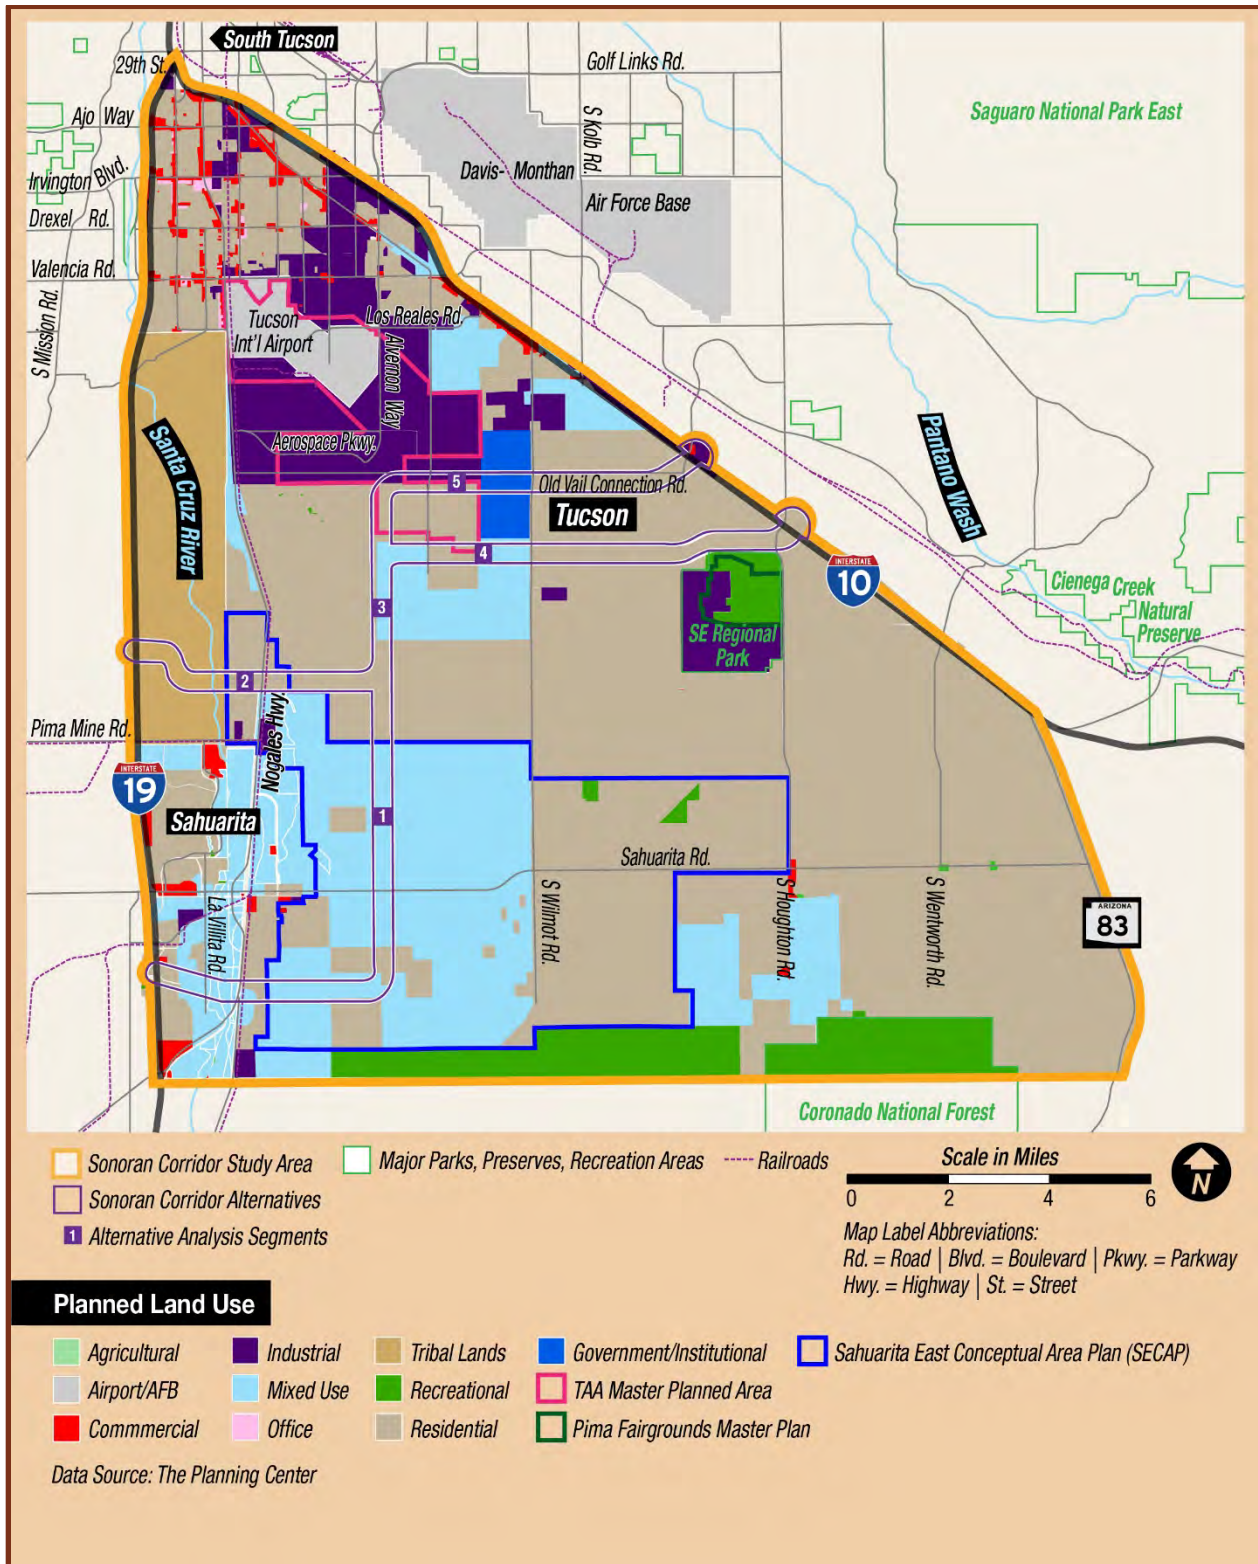 South Tucson
29th St.
Golf Links Rd.
Ajo Way
S Kolb Rd.
Saguaro National Park East
Irvington Blvd.
Davis- Monthan
Air Force Base
Drexel Rd.
Valencia Rd.
S Mission Rd.
Tucson
Int'l Airport
Los Reales Rd.
Alvernon Way
Santa Cruz River
Aerospace Pkwy.
Pantano Wash
5
Old Vail Connection Rd.
Tucson
4
INTERSTATE
10
Cienega Creek
Natural
Preserve
3
SE Regional
Park
2
Nogales Hwy.
Pima Mine Rd.
INTERSTATE
19
Sahuarita
1
Sahuarita Rd.
La Villita Rd.
S Wilmot Rd.
S Houghton Rd.
S Wentworth Rd.
ARIZONA
83
Coronado National Forest
Sonoran Corridor Study Area
Major Parks, Preserves, Recreation Areas
Railroads
Sonoran Corridor Alternatives
1 Alternative Analysis Segments
Scale in Miles
0 2 4 6
N
Map Label Abbreviations:
Rd. = Road | Blvd. = Boulevard | Pkwy. = Parkway
Hwy. = Highway | St. = Street
Planned Land Use
Agricultural
Industrial
Tribal Lands
Government/Institutional
Sahuarita East Conceptual Area Plan (SECAP)
Airport/AFB
Mixed Use
Recreational
TAA Master Planned Area
Commmercial
Office
Residential
Pima Fairgrounds Master Plan
Data Source: The Planning Center